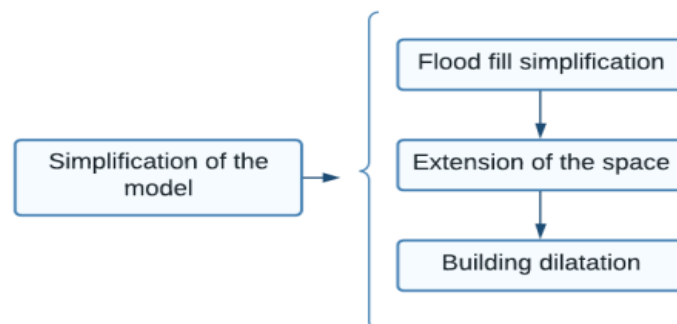 Simplification of the
model
Flood fill simplification
Extension of the space
Building dilatation